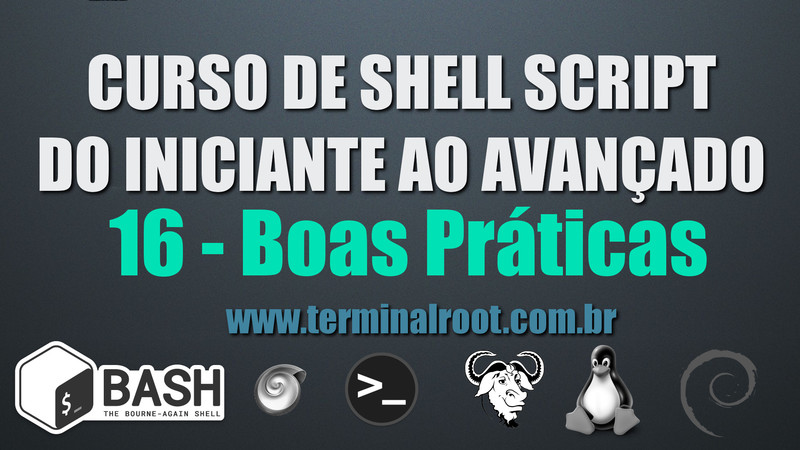 CURSO DE SHELL SCRIPT
DO INICIANTE AO AVANÇADO
16 - Boas Práticas
www.terminalroot.com.br
$_
BASH
THE BOURNE-AGAIN SHELL
>_